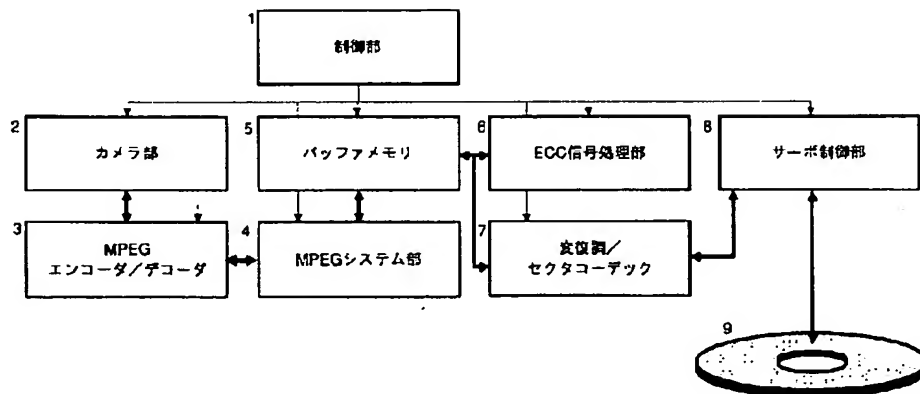 1
制御部
2
カメラ部
5
バッファメモリ
6
ECC信号処理部
8
サーボ制御部
3
MPEG
エンコーダ/デコーダ
4
MPEGシステム部
7
変復調/
セクタコーデック
9